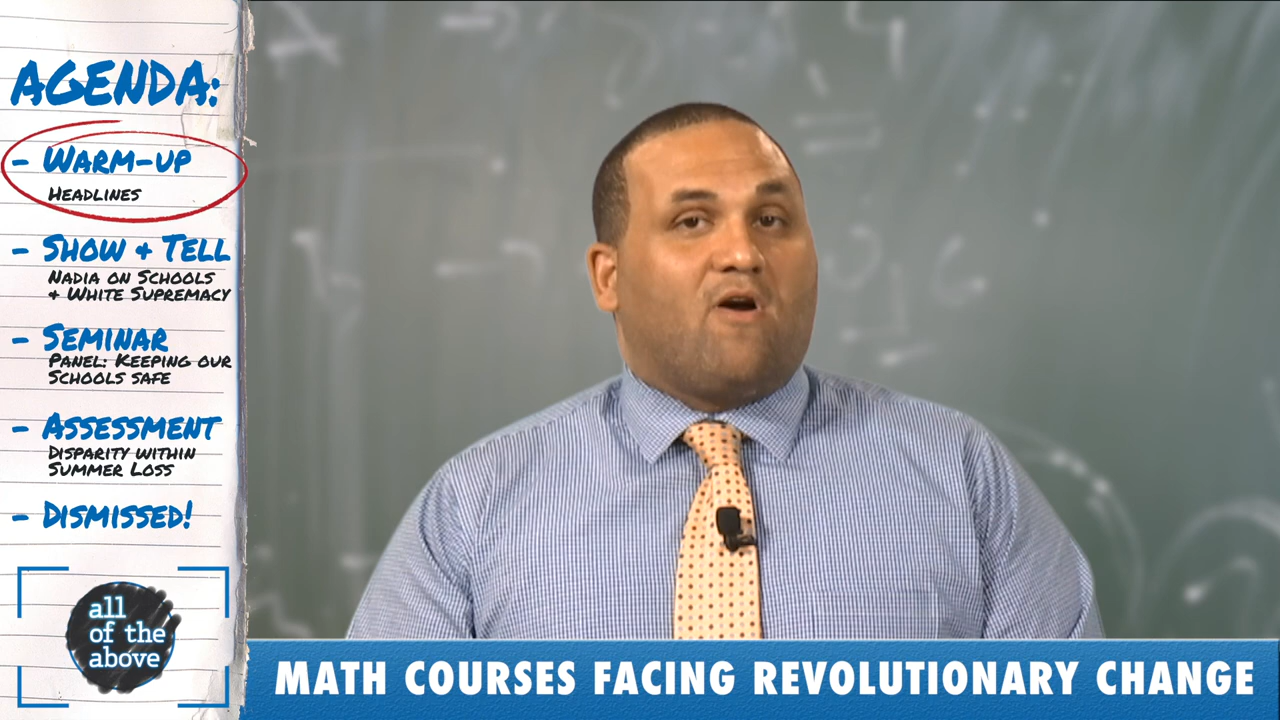 AGENDA:
- WARM-UP
HEADLINES
- SHOW + TELL
NADIA ON SCHOOLS
+ WHITE SUPREMACY
- SEMINAR
PANEL: KEEPING OUR
SCHOOLS SAFE
- ASSESSMENT
DISPARITY WITHIN
SUMMER LOSS
- DISMISSED!
all
of the
above
MATH COURSES FACING REVOLUTIONARY CHANGE